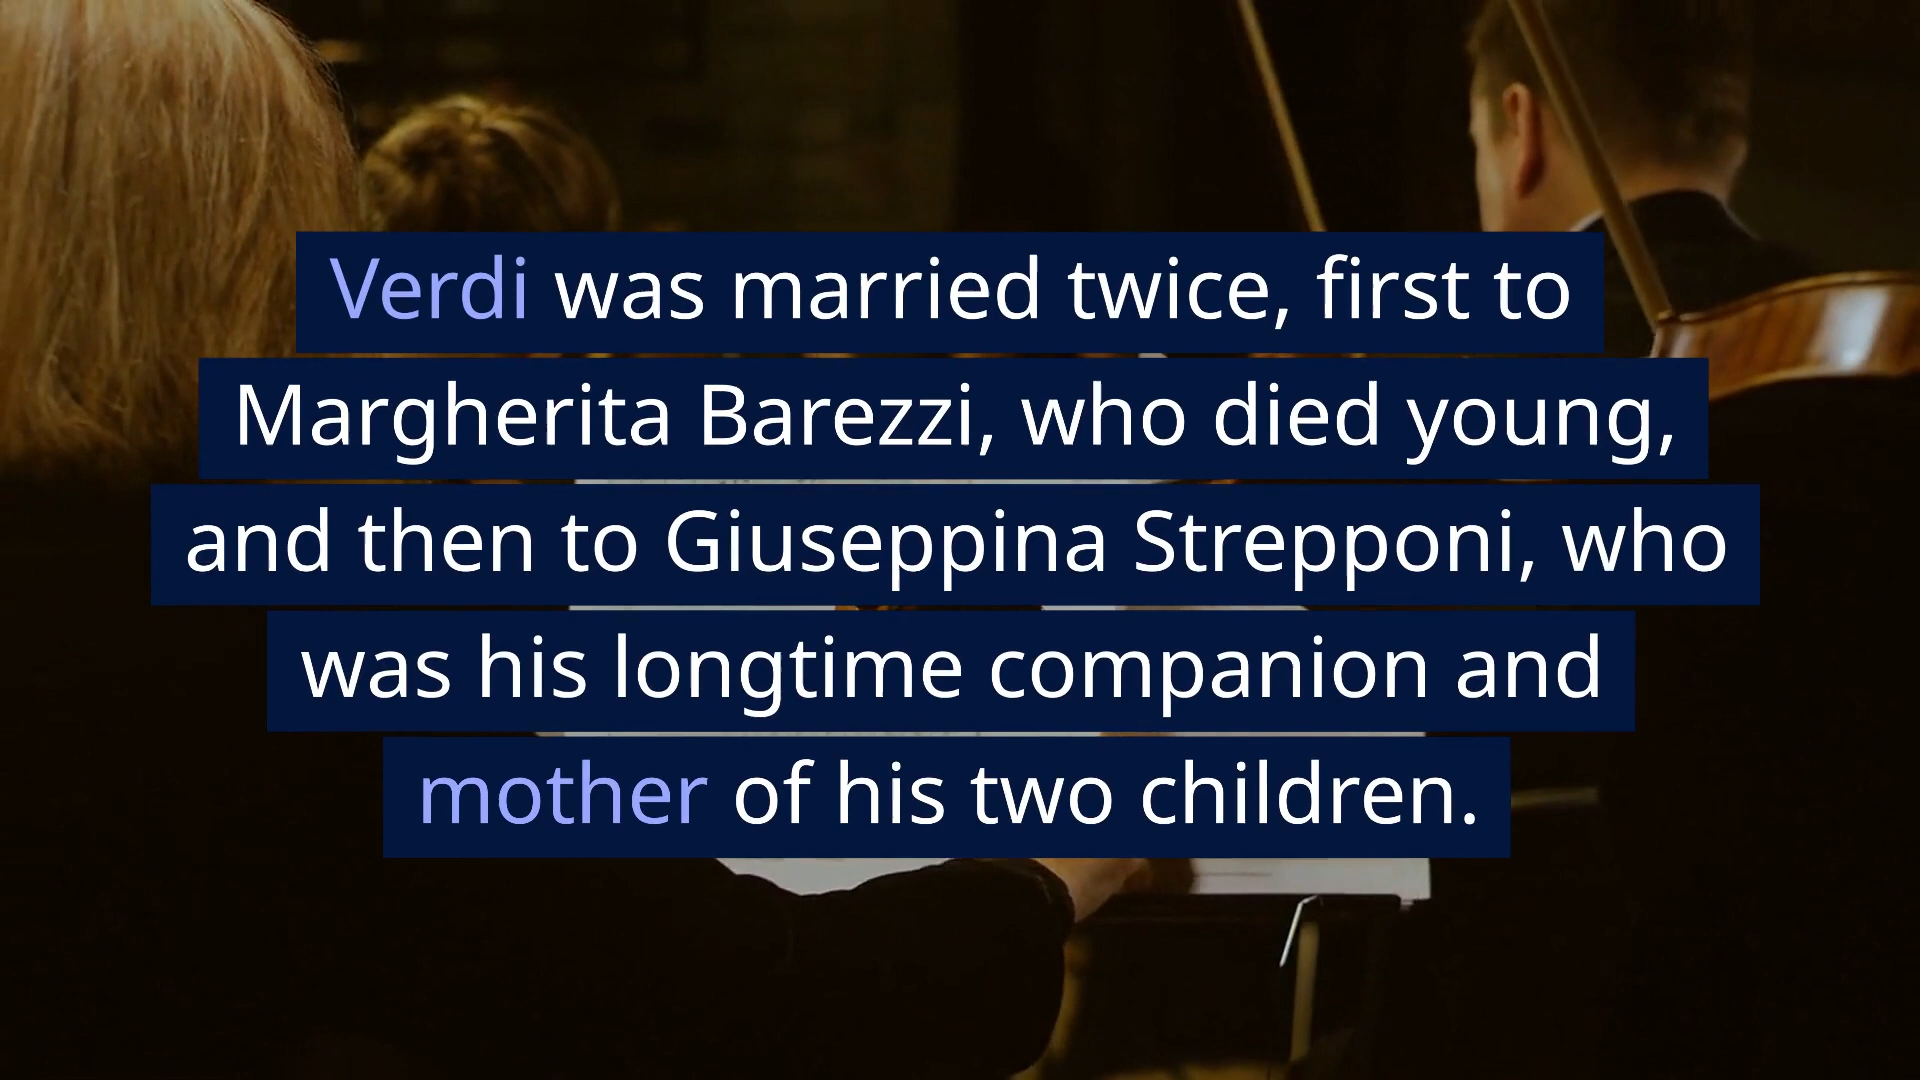 Verdi was married twice, first to
Margherita Barezzi, who died young,
and then to Giuseppina Strepponi, who
was his longtime companion and
mother of his two children.